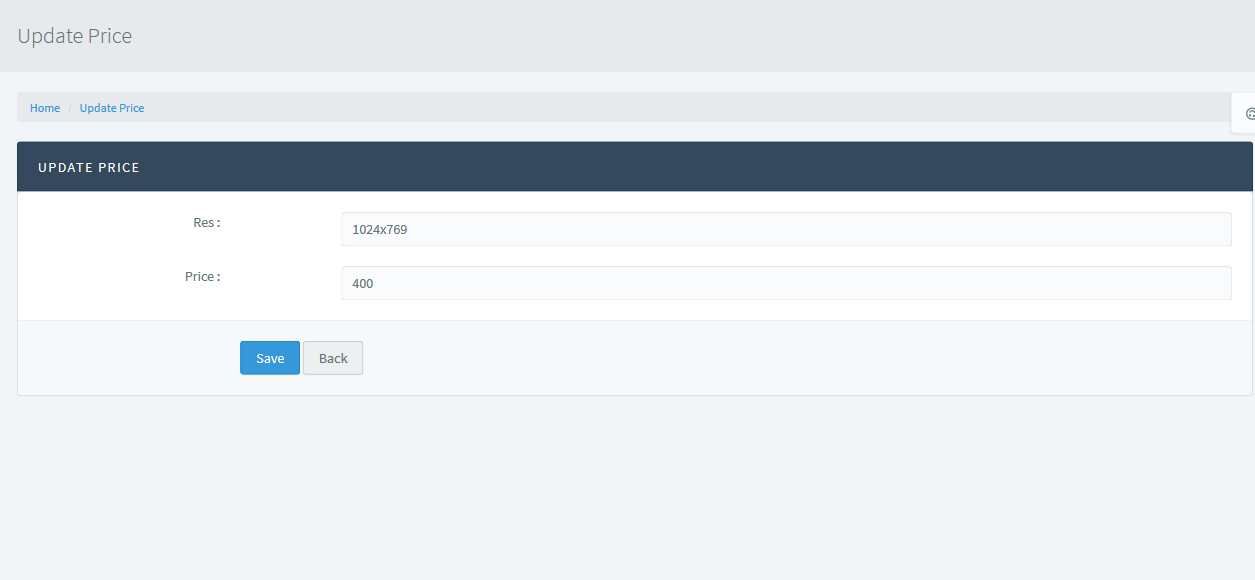 Update Price
Home / Update Price
UPDATE PRICE
Res :
1024x769
Price :
400
Save Back